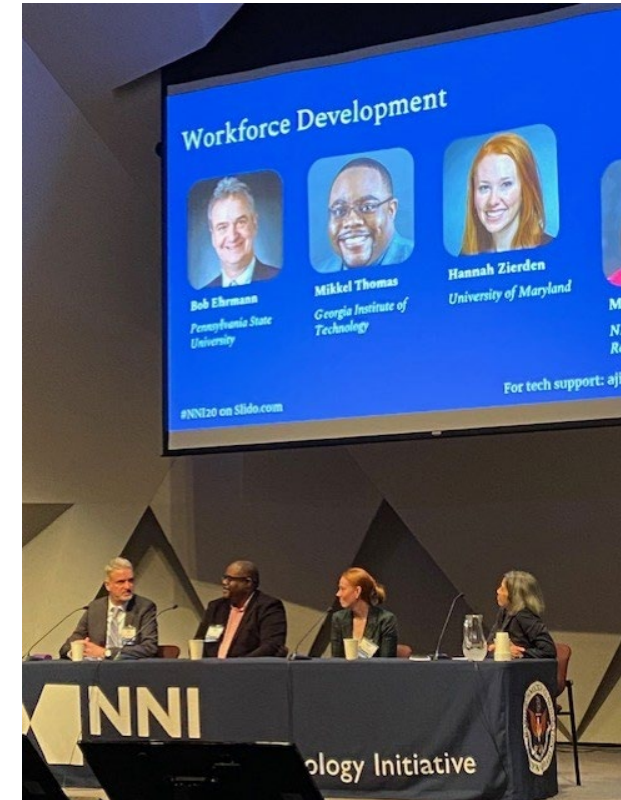 Workforce Development
Bob Ehrmann
Pennsylvania State
University
Mikkel Thomas
Georgia Institute of
Technology
Hannah Zierden
University of Maryland
For tech support:
#NNI20 on Slido.com
NNI
ology Initiative